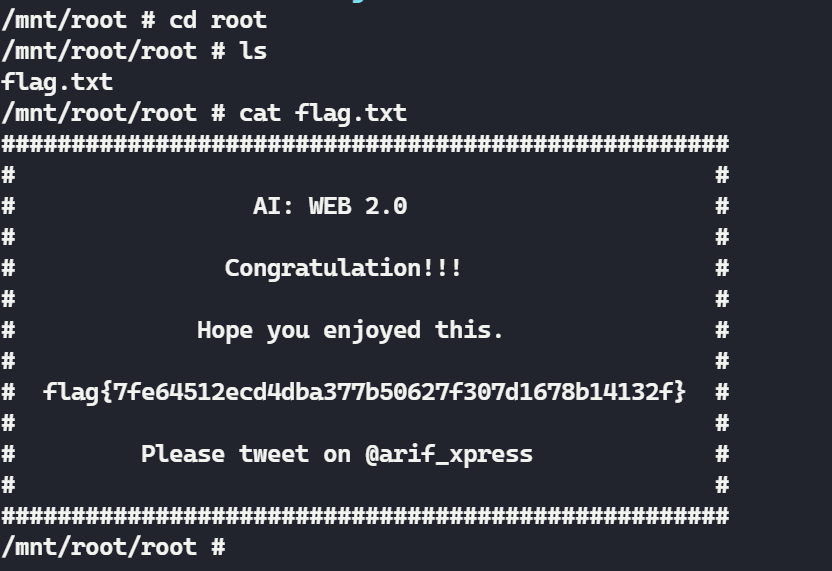 /mnt/root # cd root
/mnt/root/root # ls
flag.txt
/mnt/root/root # cat flag.txt
####################################################
#                                                  #
#                 AI: WEB 2.0                      #
#                                                  #
#               Congratulation!!!                  #
#                                                  #
#             Hope you enjoyed this.               #
#                                                  #
#  flag{7fe64512ecd4dba377b50627f307d1678b14132f}  #
#                                                  #
#         Please tweet on @arif_xpress             #
#                                                  #
####################################################
/mnt/root/root #